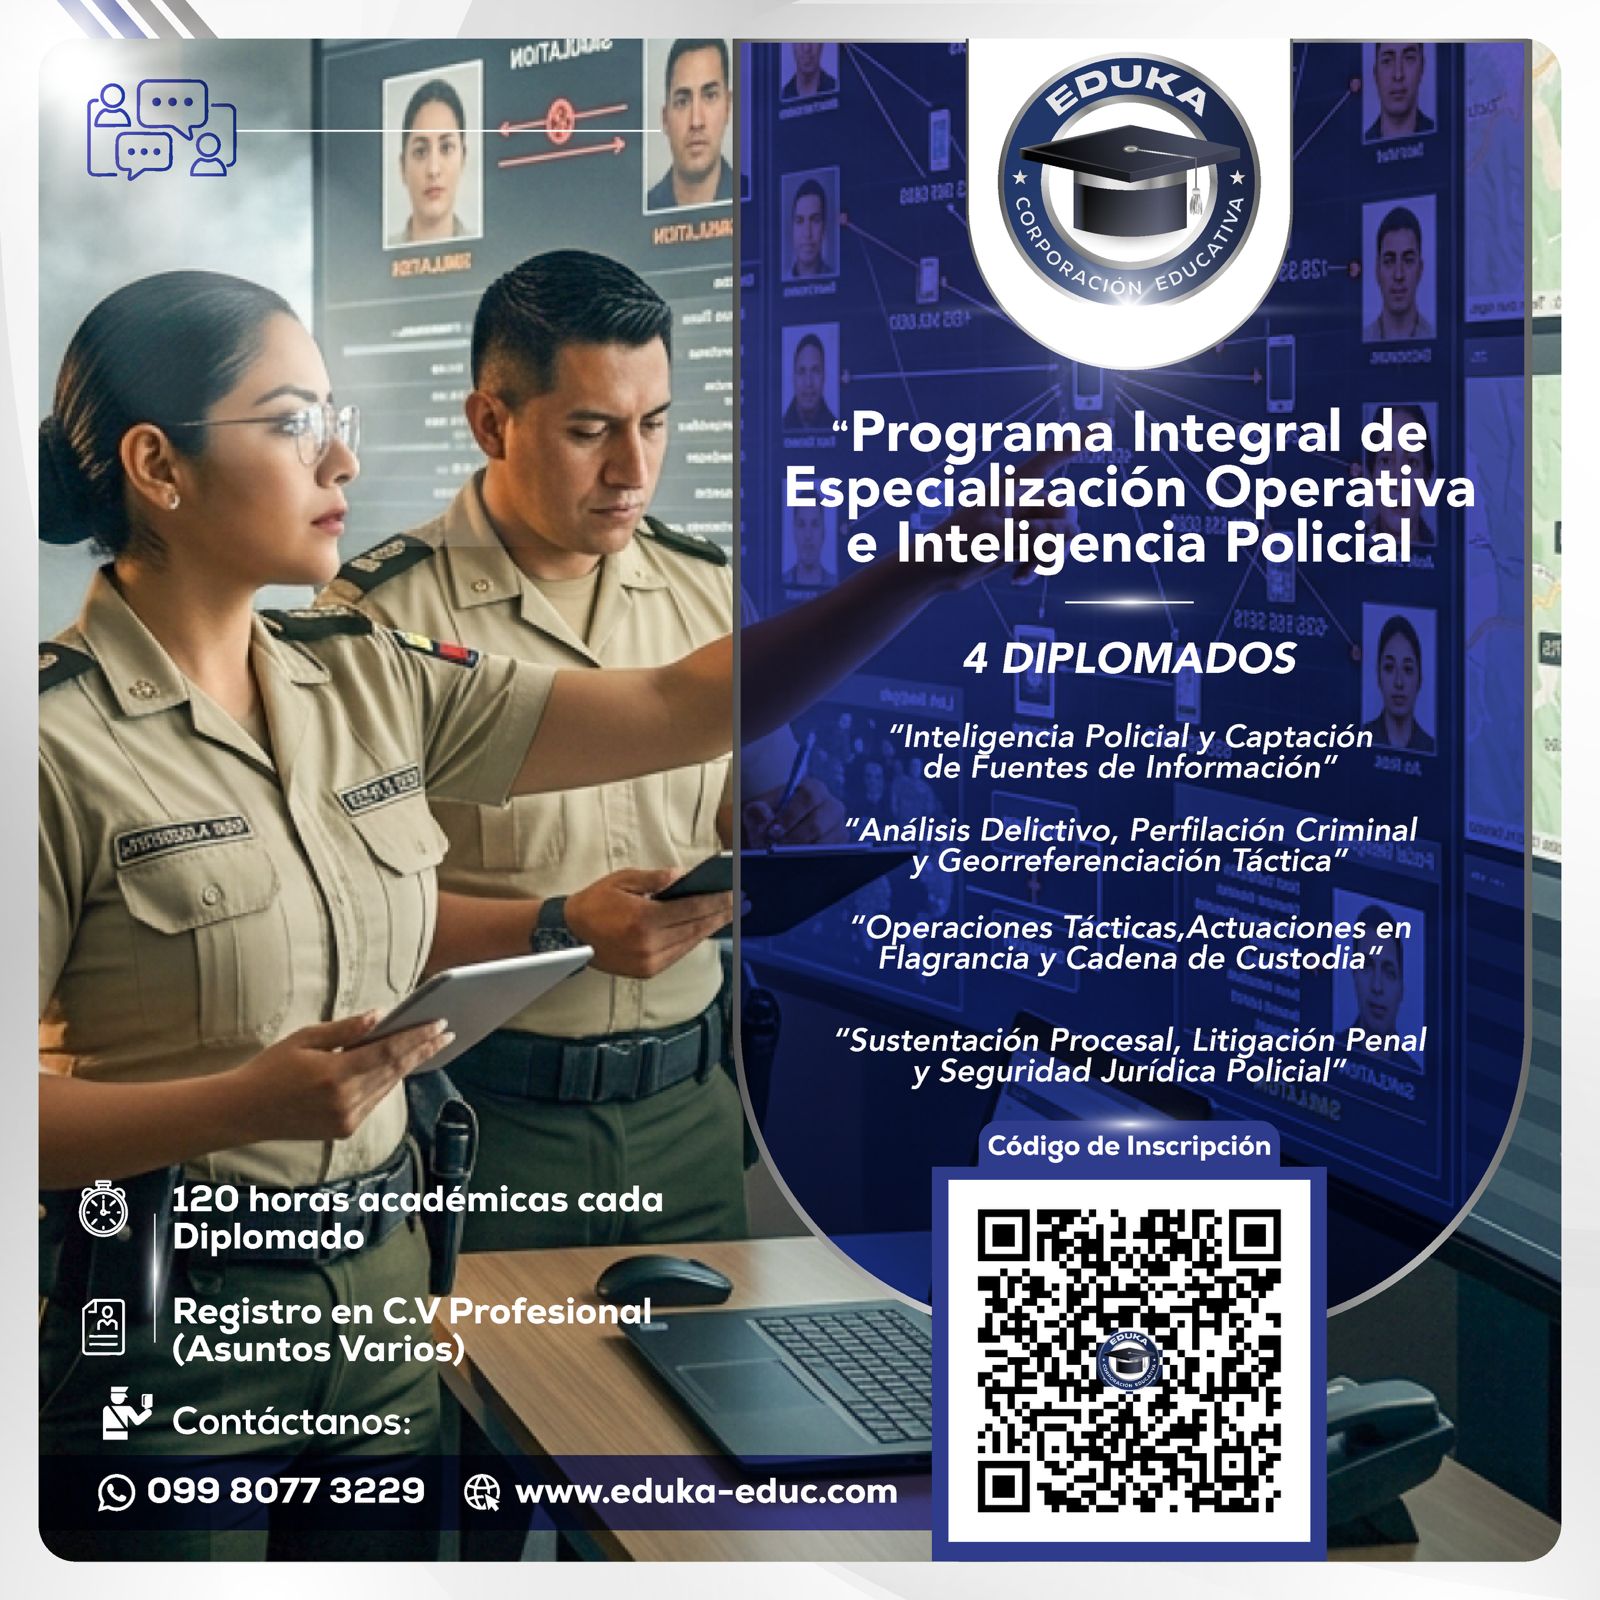 EDUKA
CORPORACIÓN EDUCATIVA
“Programa Integral de
Especialización Operativa
e Inteligencia Policial
4 DIPLOMADOS
“Inteligencia Policial y Captación
de Fuentes de Información”
“Análisis Delictivo, Perfilación Criminal
y Georreferenciación Táctica”
“Operaciones Tácticas,Actuaciones en
Flagrancia y Cadena de Custodia”
“Sustentación Procesal, Litigación Penal
y Seguridad Jurídica Policial”
Código de Inscripción
EDUKA
CORPORACIÓN EDUCATIVA
120 horas académicas cada
Diplomado
Registro en C.V Profesional
(Asuntos Varios)
Contáctanos:
099 8077 3229
www.eduka-educ.com